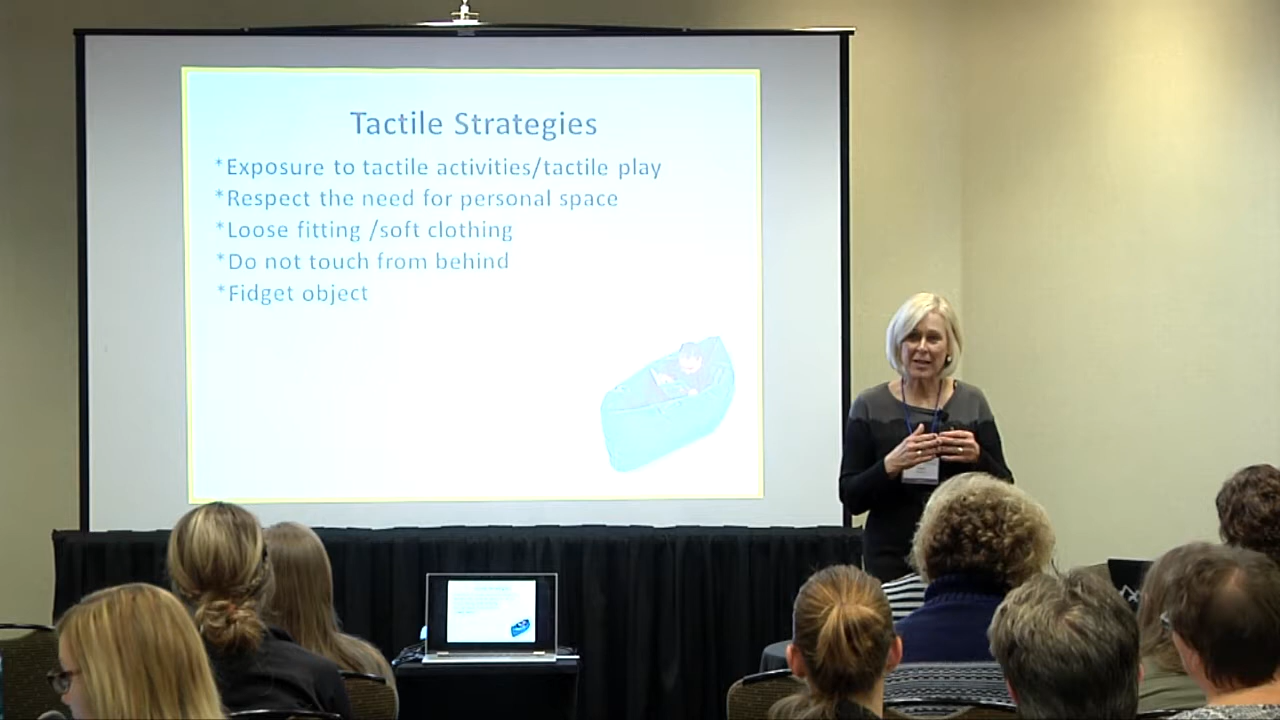 Tactile Strategies
*Exposure to tactile activities/tactile play
*Respect the need for personal space
*Loose fitting /soft clothing
*Do not touch from behind
*Fidget object